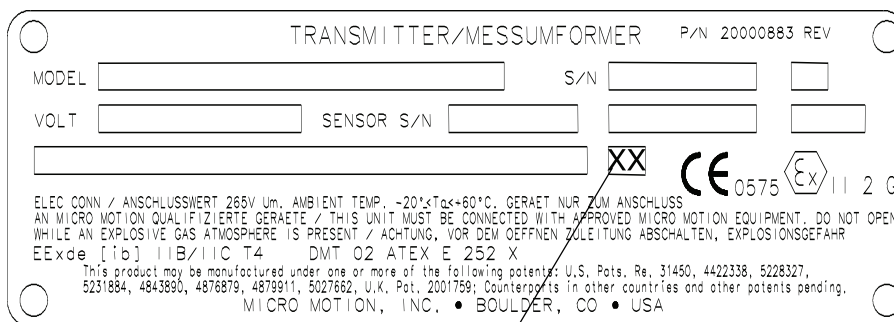 TRANSMITTER/MESSUMFORMER P/N 20000883 REV
MODEL S/N
VOLT SENSOR S/N
XX CE 0575 Ex II 2 G
ELEC CONN / ANSCHLUSSWERT 265V Um. AMBIENT TEMP. -20°<Ta<+60°C. GERAET NUR ZUM ANSCHLUSS
AN MICRO MOTION QUALIFIZIERTE GERAETE / THIS UNIT MUST BE CONNECTED WITH APPROVED MICRO MOTION EQUIPMENT. DO NOT OPEN
WHILE AN EXPLOSIVE GAS ATMOSPHERE IS PRESENT / ACHTUNG, VOR DEM OEFFNEN ZULEITUNG ABSCHALTEN, EXPLOSIONSGEFAHR
EExde [ib] IIB/IIC T4 DMT 02 ATEX E 252 X
This product may be manufactured under one or more of the following patents: U.S. Pats. Re. 31450, 4422338, 5228327,
5231884, 4843890, 4876879, 4879911, 5027662, U.K. Pat. 2001759; Counterparts in other countries and other patents pending.
MICRO MOTION, INC. • BOULDER, CO • USA